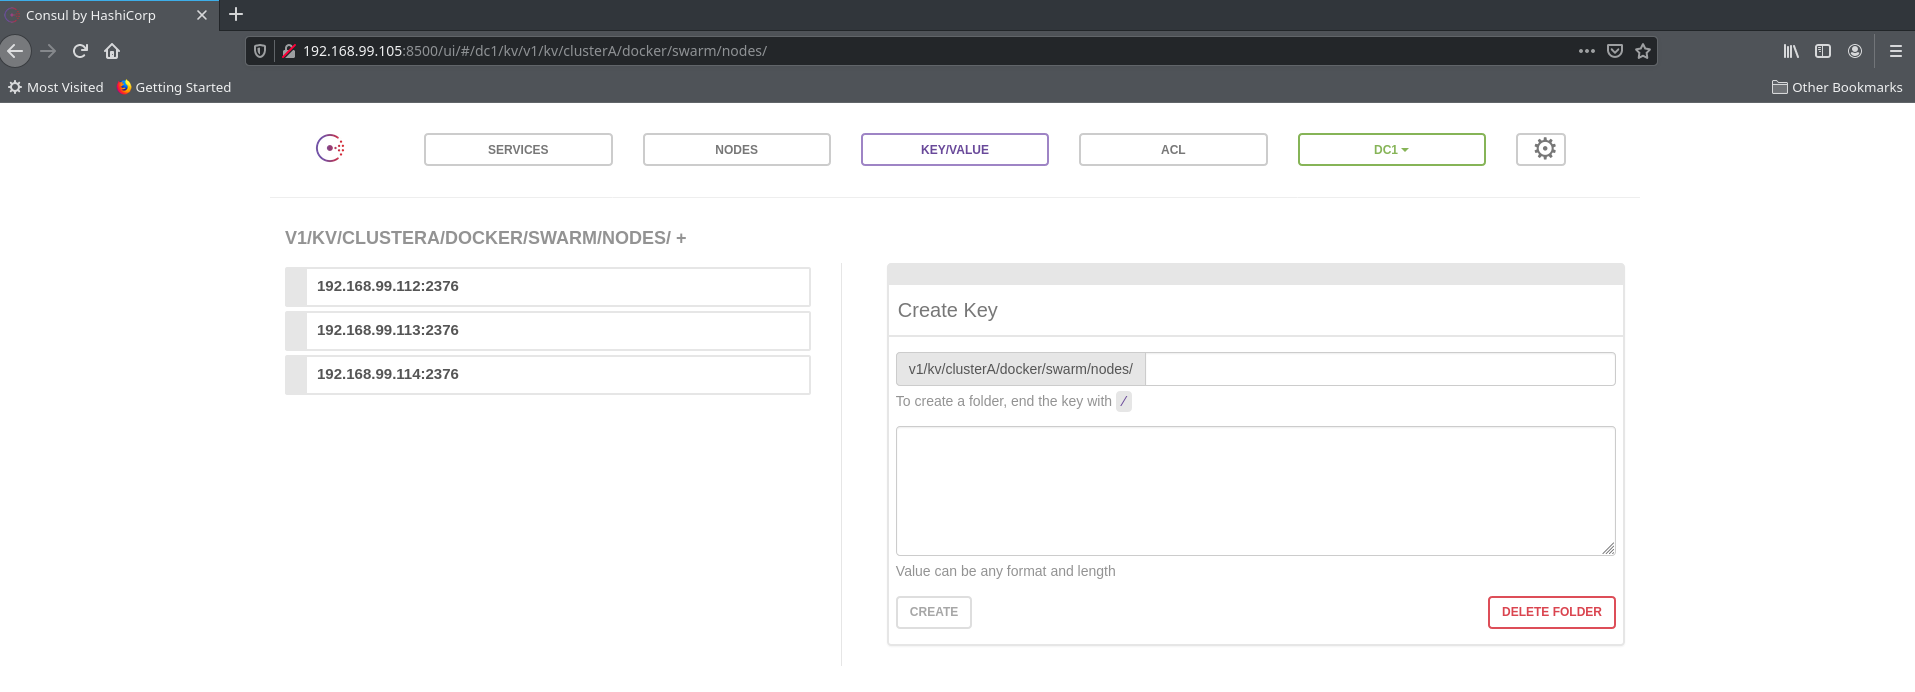 Consul by HashiCorp
192.168.99.105:8500/ui/#/dc1/kv/v1/kv/clusterA/docker/swarm/nodes/
Most Visited
Getting Started
Other Bookmarks
SERVICES
NODES
KEY/VALUE
ACL
DC1
V1/KV/CLUSTERA/DOCKER/SWARM/NODES/ +
192.168.99.112:2376
192.168.99.113:2376
192.168.99.114:2376
Create Key
v1/kv/clusterA/docker/swarm/nodes/
To create a folder, end the key with /
Value can be any format and length
CREATE
DELETE FOLDER